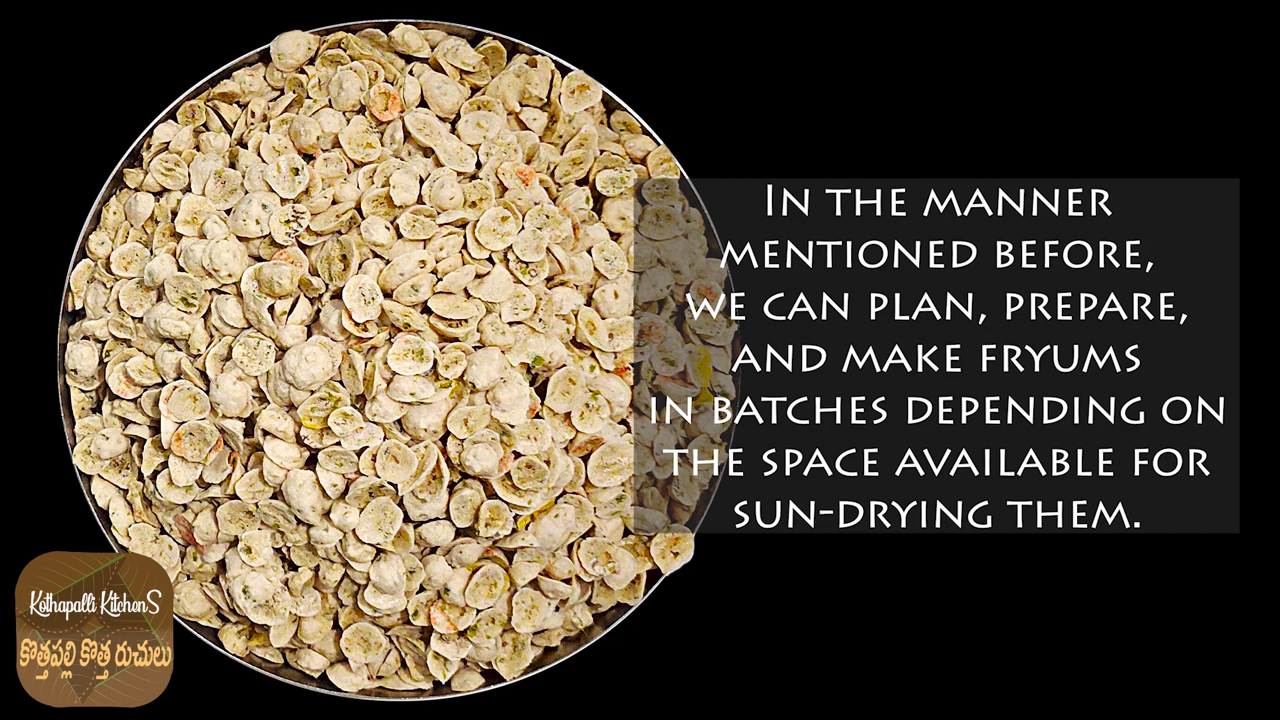 In the manner
mentioned before,
we can plan, prepare,
and make fryums
in batches depending on
the space available for
sun-drying them.
Kothapalli KitchenS
కొత్తపల్లి కొత్త రుచులు